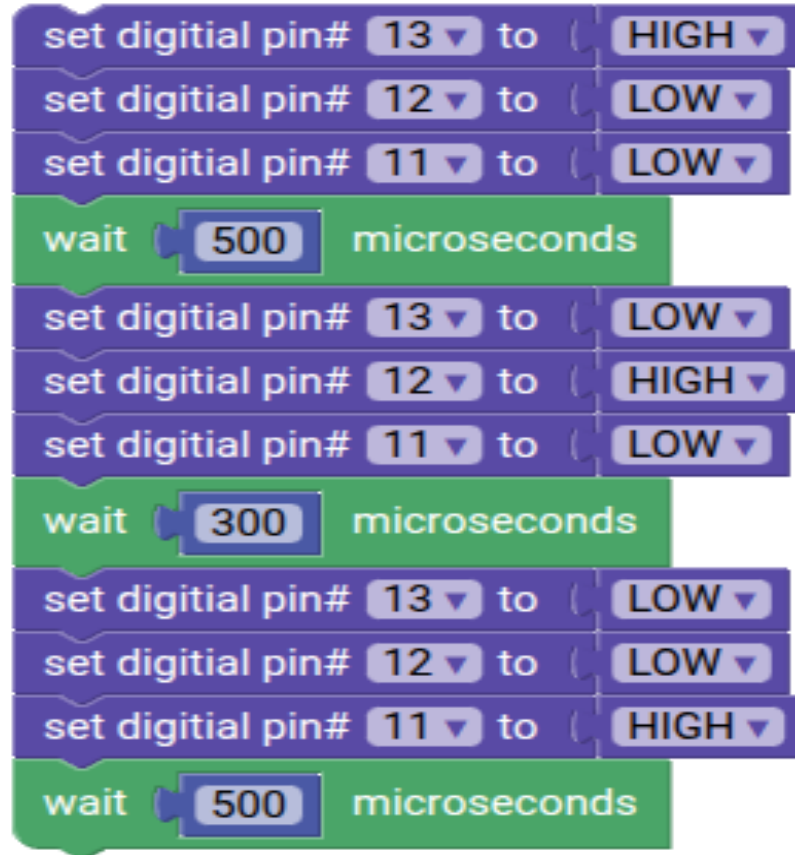 set digitial pin# 13 to HIGH
set digitial pin# 12 to LOW
set digitial pin# 11 to LOW
wait 500 microseconds
set digitial pin# 13 to LOW
set digitial pin# 12 to HIGH
set digitial pin# 11 to LOW
wait 300 microseconds
set digitial pin# 13 to LOW
set digitial pin# 12 to LOW
set digitial pin# 11 to HIGH
wait 500 microseconds